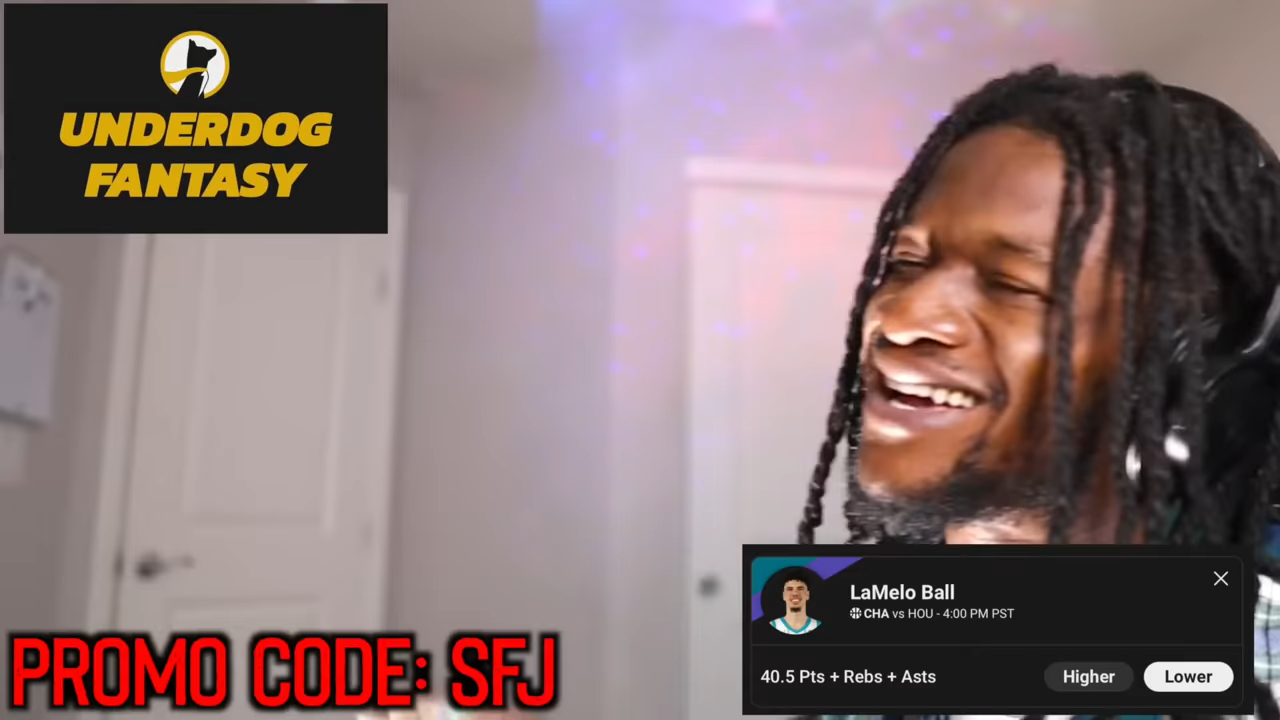 UNDERDOG
FANTASY
LaMelo Ball
CHA vs HOU - 4:00 PM PST
40.5 Pts + Rebs + Asts
Higher
Lower
PROMO CODE: SFJ